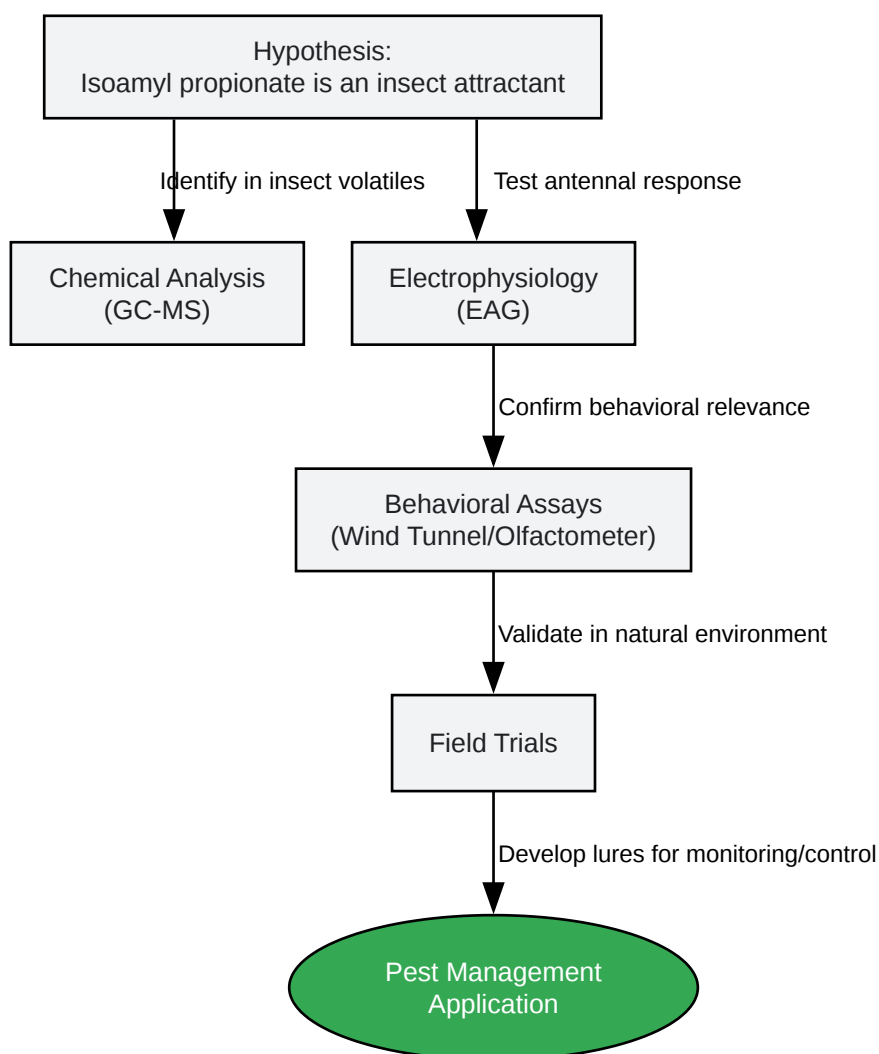 Hypothesis:
Isoamyl propionate is an insect attractant
Identify in insect volatiles
Test antennal response
Chemical Analysis
(GC-MS)
Electrophysiology
(EAG)
Confirm behavioral relevance
Behavioral Assays
(Wind Tunnel/Olfactometer)
Validate in natural environment
Field Trials
Develop lures for monitoring/control
Pest Management
Application